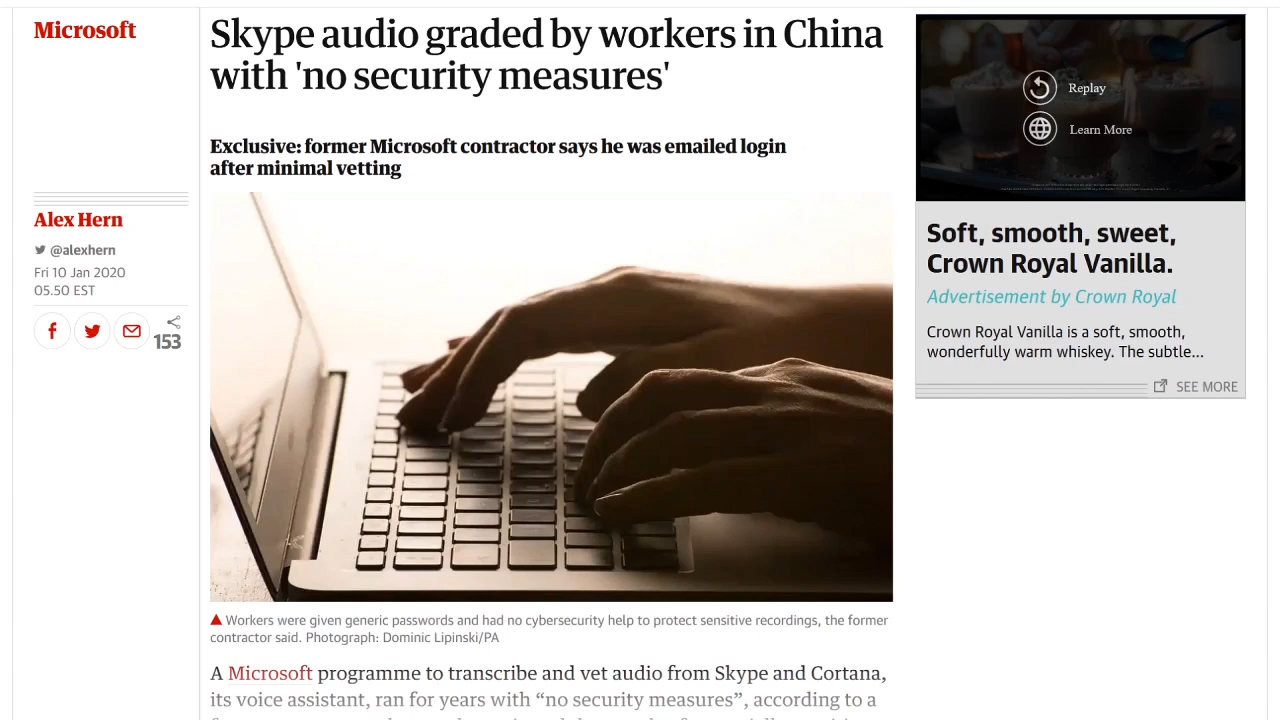 Microsoft
Skype audio graded by workers in China
with 'no security measures'
Exclusive: former Microsoft contractor says he was emailed login
after minimal vetting
Alex Hern
@alexhern
Fri 10 Jan 2020
05.50 EST
153
Workers were given generic passwords and had no cybersecurity help to protect sensitive recordings, the former
contractor said. Photograph: Dominic Lipinski/PA
A Microsoft programme to transcribe and vet audio from Skype and Cortana,
its voice assistant, ran for years with “no security measures”, according to a
Replay
Learn More
Soft, smooth, sweet,
Crown Royal Vanilla.
Advertisement by Crown Royal
Crown Royal Vanilla is a soft, smooth,
wonderfully warm whiskey. The subtle...
SEE MORE